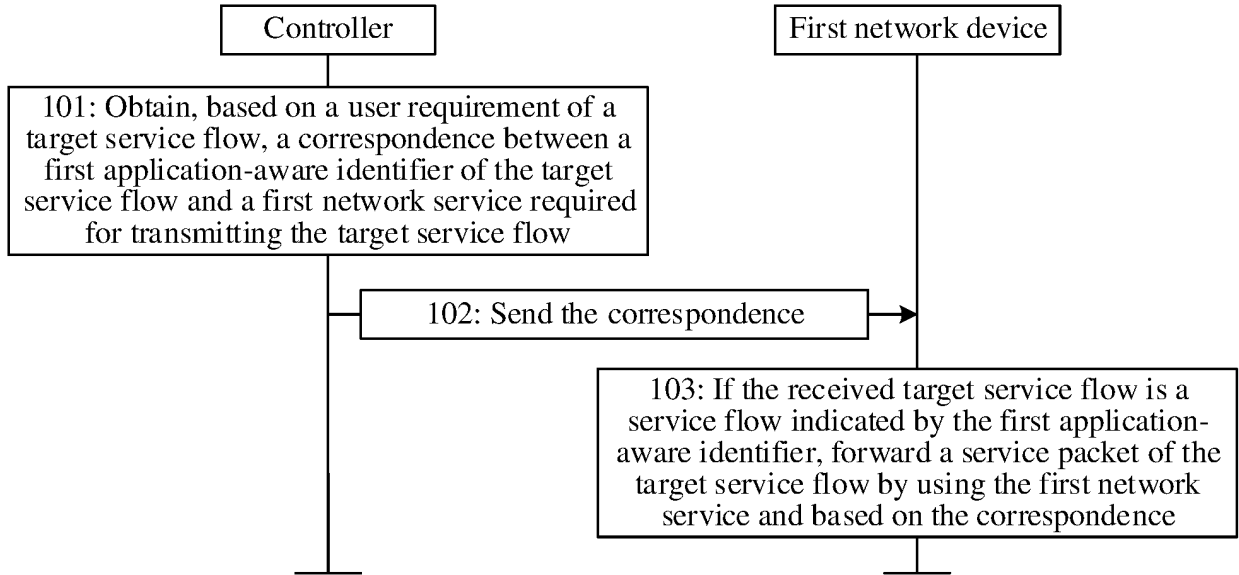 Controller
First network device
101: Obtain, based on a user requirement of a
target service flow, a correspondence between a
first application-aware identifier of the target
service flow and a first network service required
for transmitting the target service flow
102: Send the correspondence
103: If the received target service flow is a
service flow indicated by the first application-
aware identifier, forward a service packet of the
target service flow by using the first network
service and based on the correspondence